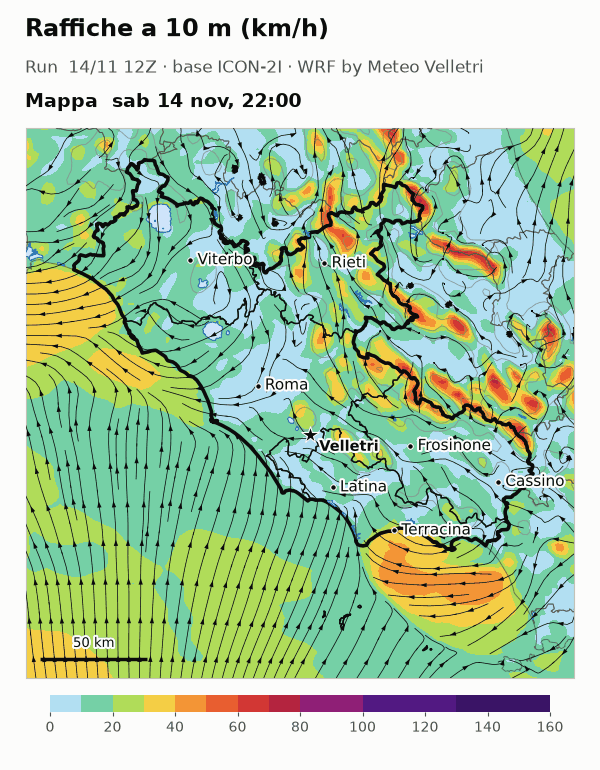 Raffiche a 10 m (km/h)
Run  14/11 12Z · base ICON-2I · WRF by Meteo Velletri
Mappa  sab 14 nov, 22:00
Viterbo
Rieti
Roma
Velletri
Frosinone
Cassino
Latina
Terracina
50 km
0 20 40 60 80 100 120 140 160